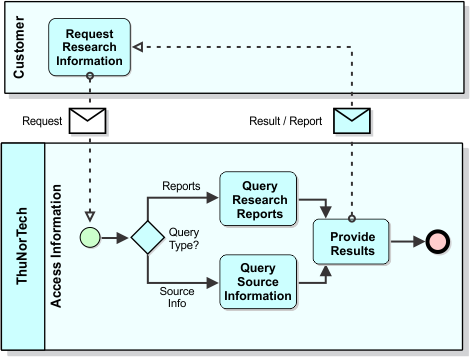 Customer
Request
Research
Information
Request
Result / Report
ThuNorTech
Access Information
Reports
Query
Type?
Source
Info
Query
Research
Reports
Query
Source
Information
Provide
Results